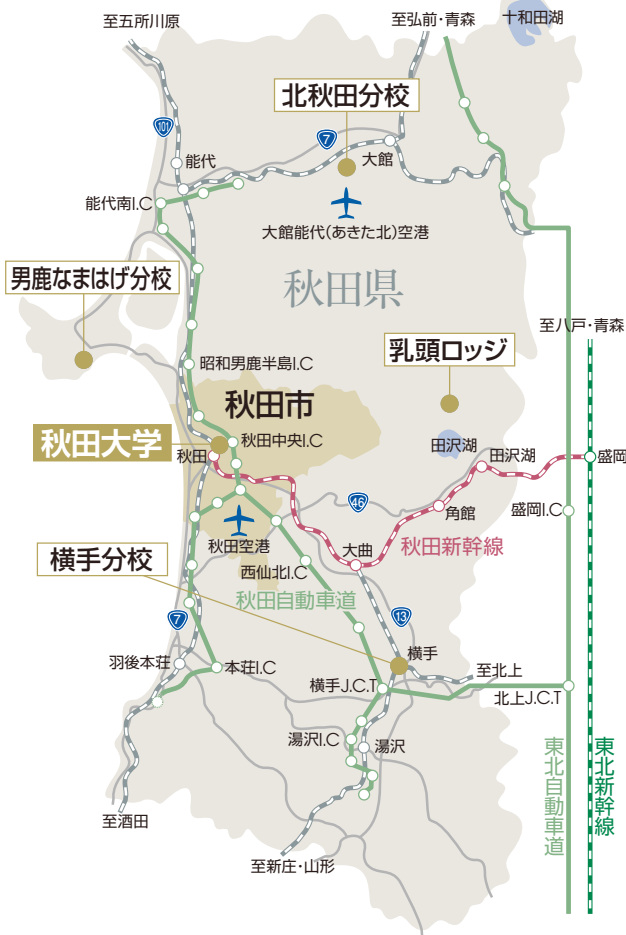 至五所川原
至弘前・青森
十和田湖
北秋田分校
101
7
能代
大館
能代南I.C
大館能代(あきた北)空港
男鹿なまはげ分校
秋田県
至八戸・青森
乳頭ロッジ
昭和男鹿半島I.C
秋田市
秋田大学
秋田中央I.C
秋田
田沢湖
田沢湖
盛岡
46
角館
盛岡I.C
秋田空港
大曲
秋田新幹線
横手分校
西仙北I.C
秋田自動車道
7
13
羽後本荘
本荘I.C
横手
至北上
横手J.C.T
北上J.C.T
湯沢I.C
湯沢
東北自動車道
東北新幹線
至酒田
至新庄・山形